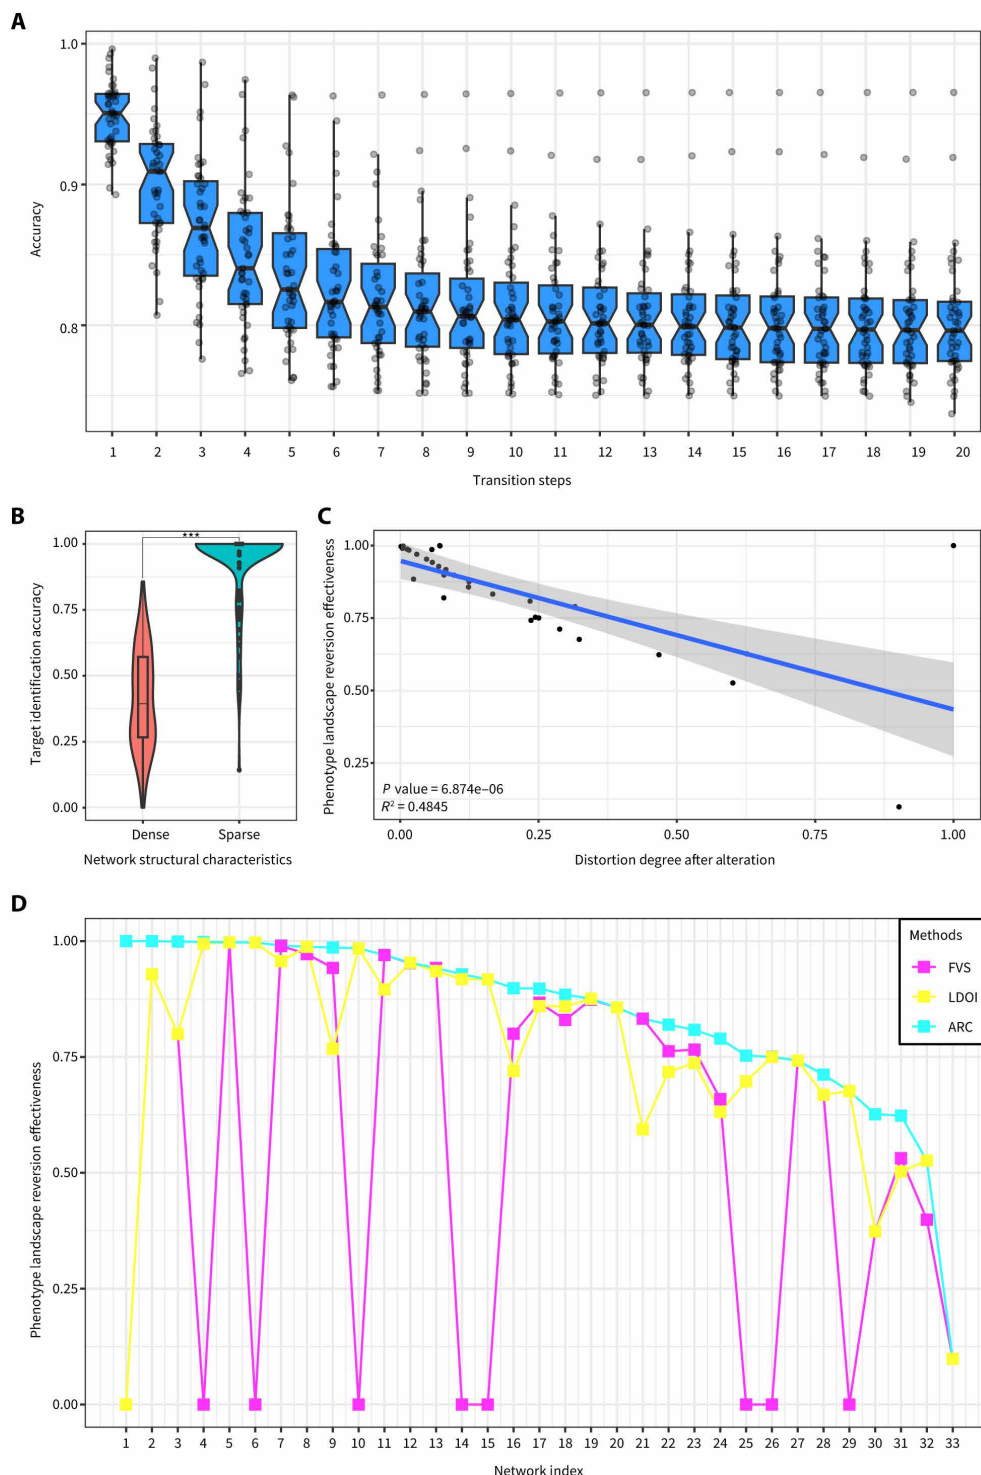 A
1.0
0.9
0.8
Accuracy
1 2 3 4 5 6 7 8 9 10 11 12 13 14 15 16 17 18 19 20
Transition steps
B
1.00
0.75
0.50
0.25
0.00
Target identification accuracy
***
Dense Sparse
Network structural characteristics
C
1.00
0.75
0.50
0.25
Phenotype landscape reversion effectiveness
P value = 6.874e–06
R² = 0.4845
0.00 0.25 0.50 0.75 1.00
Distortion degree after alteration
D
1.00
0.75
0.50
0.25
0.00
Phenotype landscape reversion effectiveness
Methods
FVS
LDOI
ARC
1 2 3 4 5 6 7 8 9 10 11 12 13 14 15 16 17 18 19 20 21 22 23 24 25 26 27 28 29 30 31 32 33
Network index